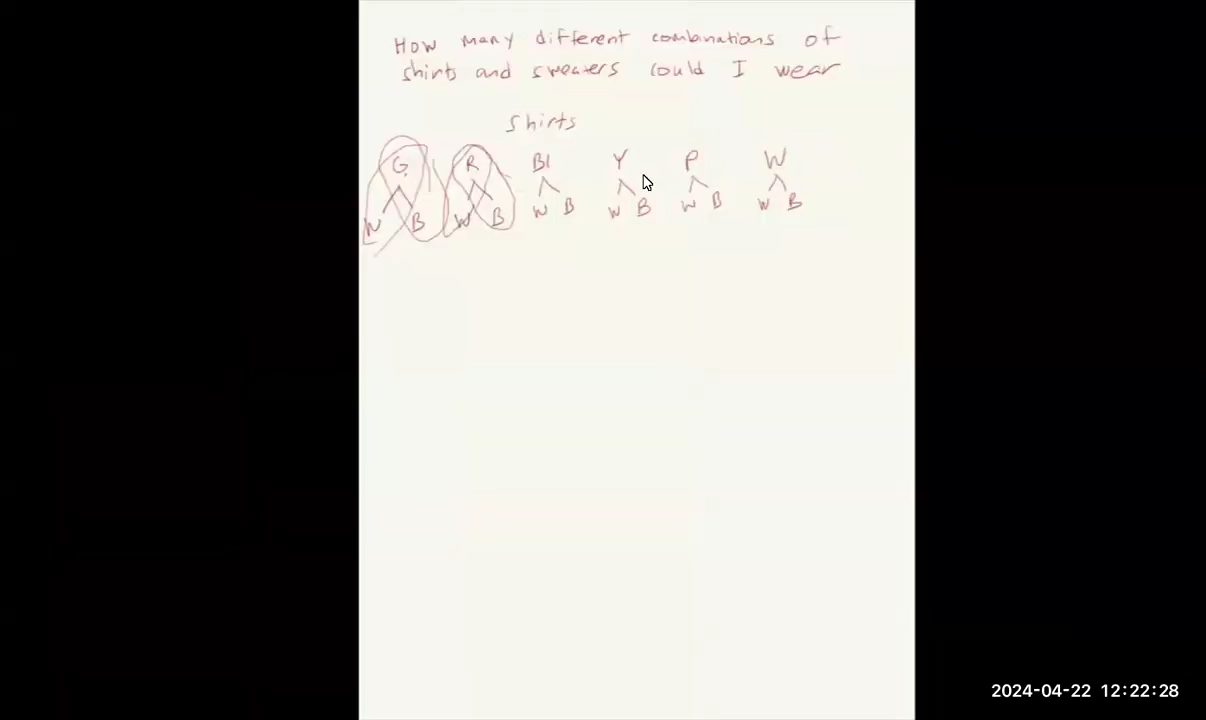 How many different combinations of
shirts and sweaters could I wear
shirts
G R Bl Y P W
W B W B W B W B W B W B
2024-04-22 12:22:28